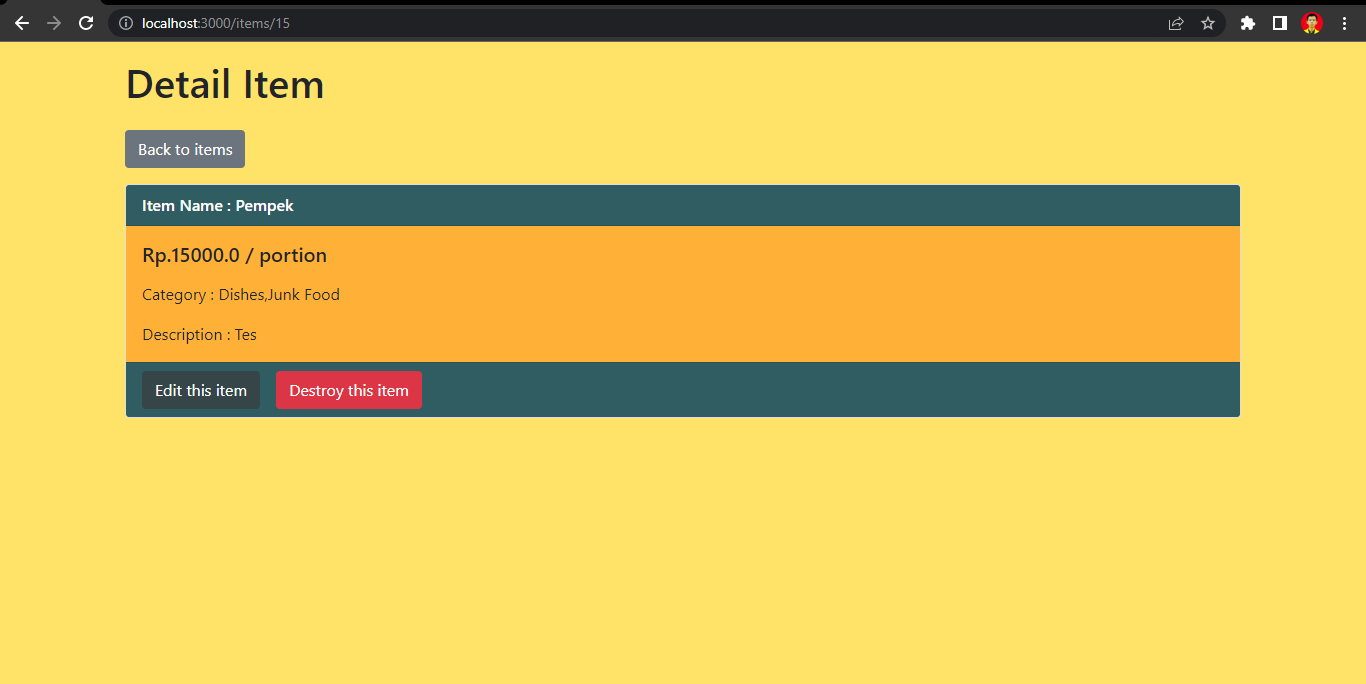 localhost:3000/items/15
Detail Item
Back to items
Item Name : Pempek
Rp.15000.0 / portion
Category : Dishes,Junk Food
Description : Tes
Edit this item Destroy this item